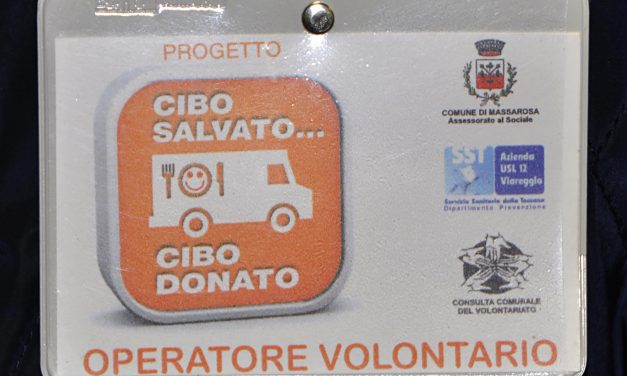 PROGETTO
CIBO
SALVATO...
CIBO
DONATO
COMUNE DI MASSAROSA
Assessorato al Sociale
SST
Azienda
USL 12
Viareggio
Servizio Sanitario della Toscana
Dipartimento Prevenzione
CONSULTA COMUNALE
DEL VOLONTARIATO
OPERATORE VOLONTARIO